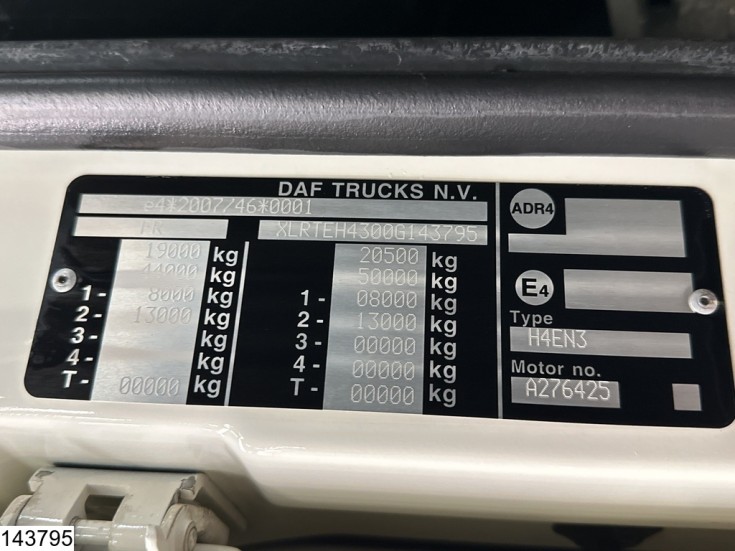 DAF TRUCKS N.V.
e4*2007/46*0001
FR XLRTEH4300G143795
19000 kg 20500 kg
44000 kg 50000 kg
1- 8000 kg 1- 08000 kg
2- 13000 kg 2- 13000 kg
3- kg 3- 00000 kg
4- kg 4- 00000 kg
T- 00000 kg T- 00000 kg
ADR4
E4
Type
H4EN3
Motor no.
A276425
143795